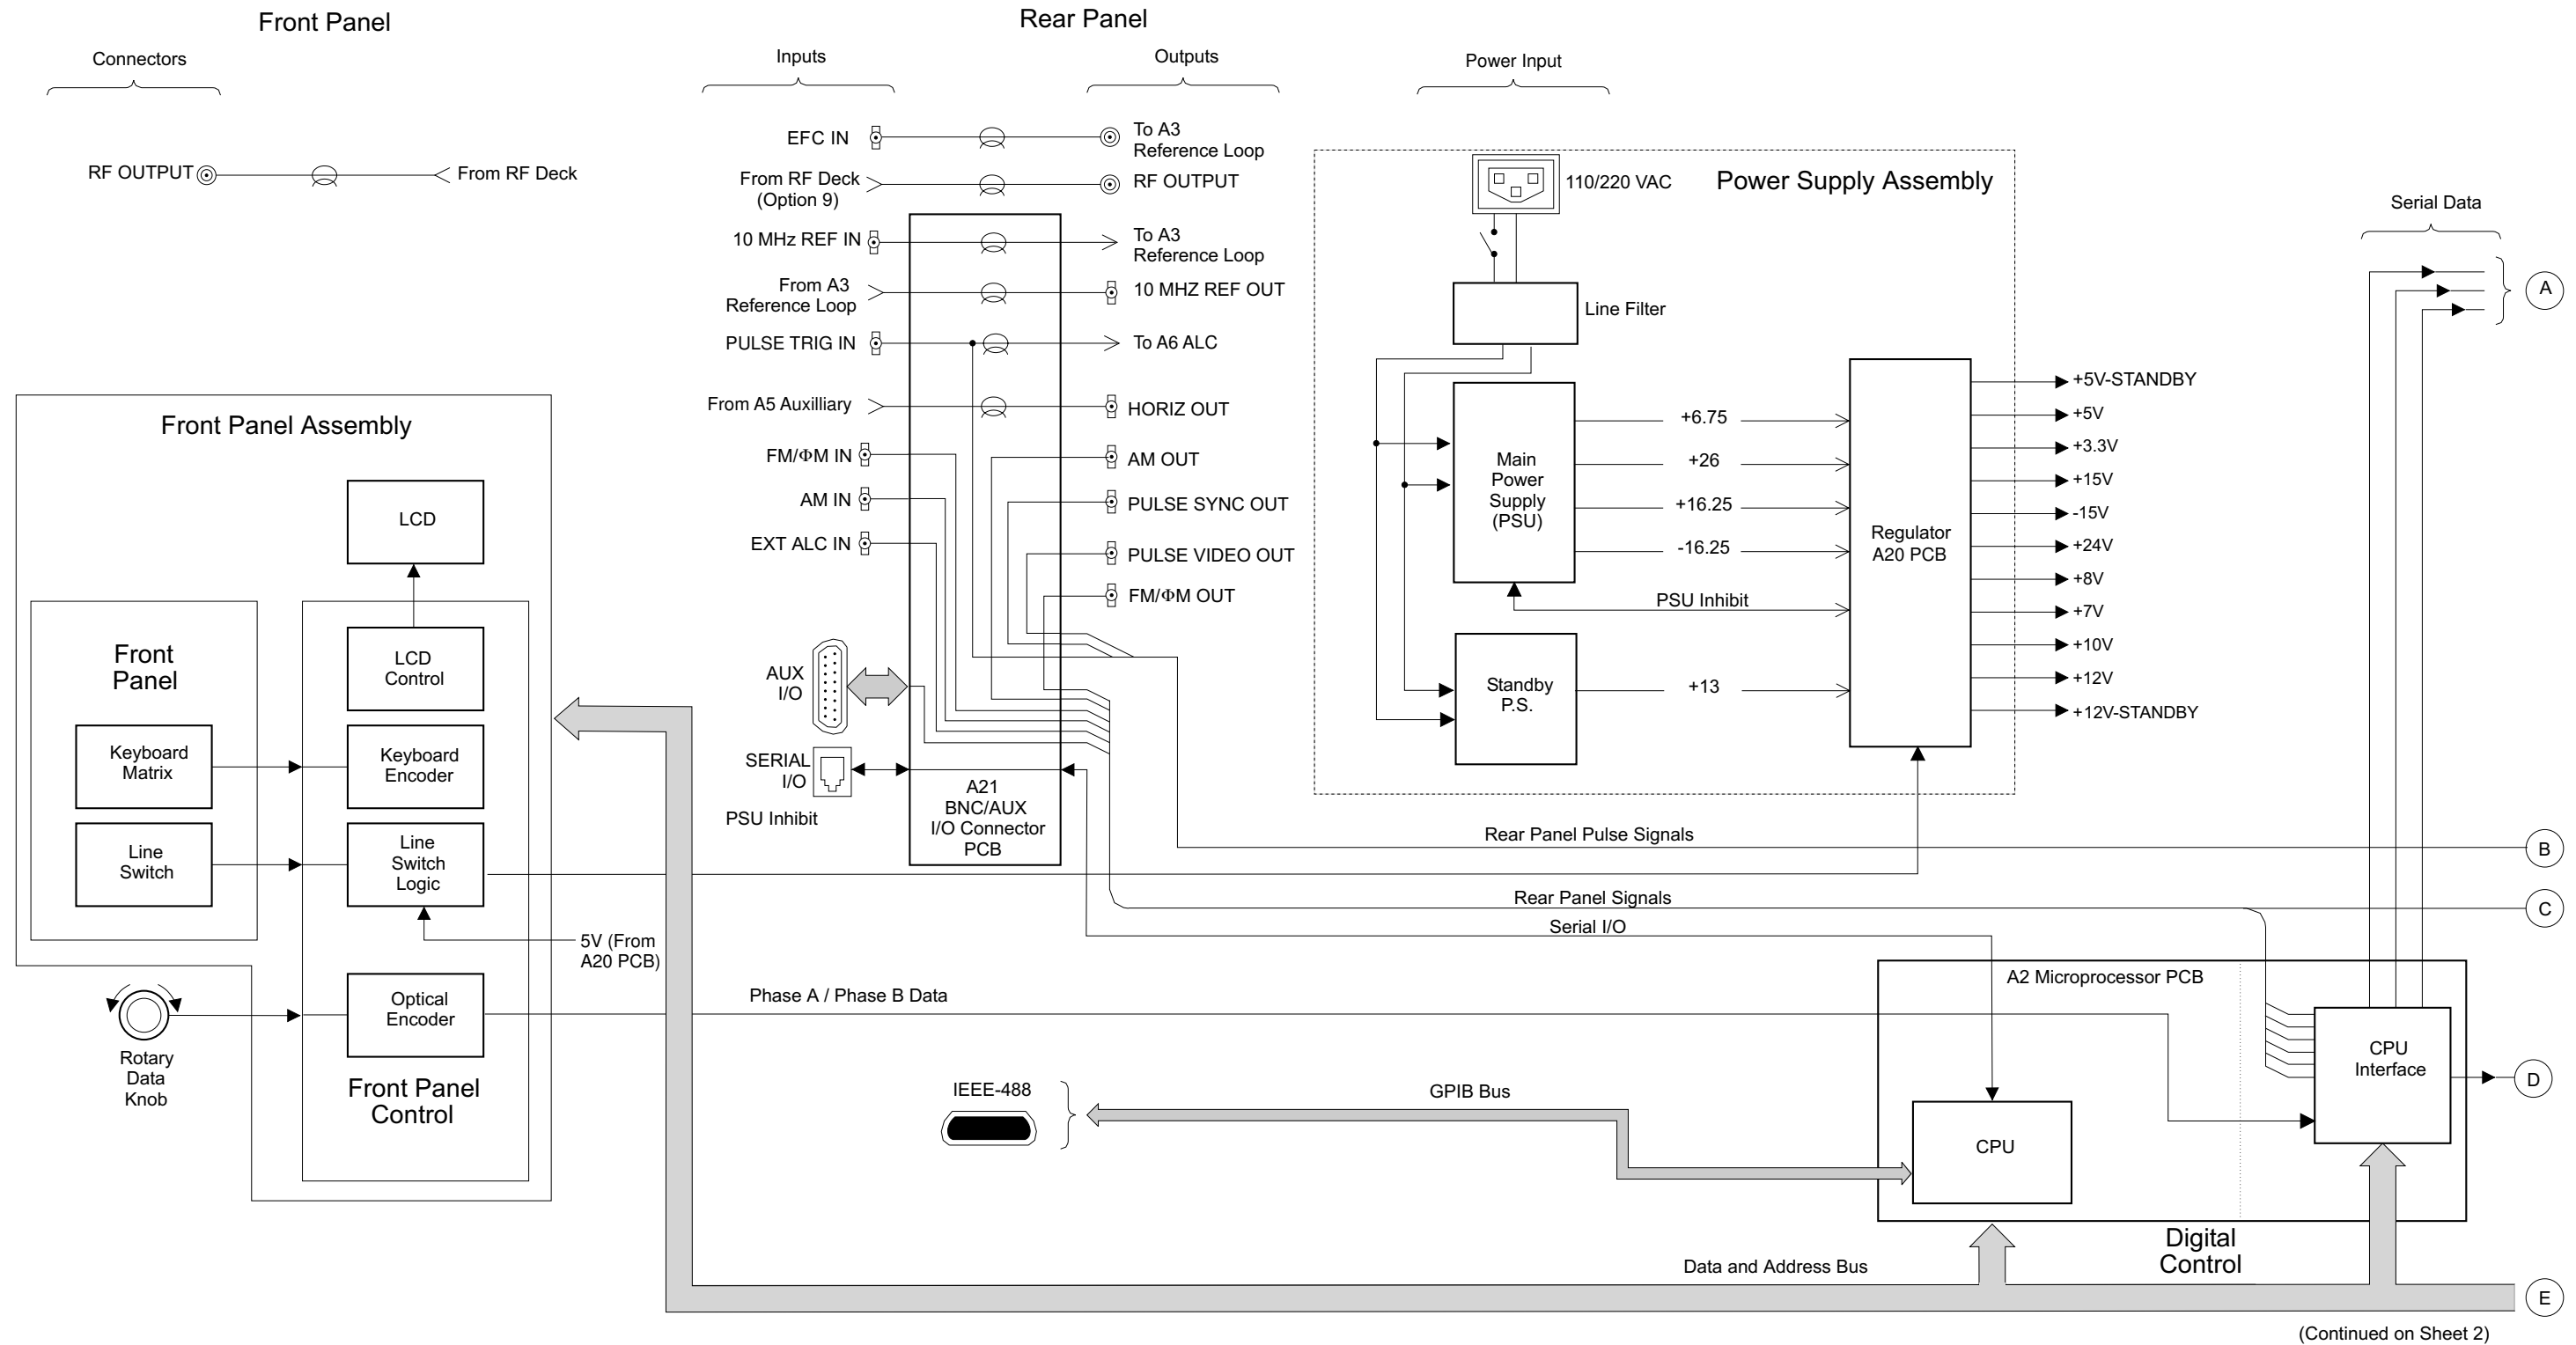 Front Panel
Connectors
RF OUTPUT
From RF Deck
Rear Panel
Inputs
Outputs
Power Input
EFC IN
To A3
Reference Loop
From RF Deck
(Option 9)
RF OUTPUT
10 MHz REF IN
To A3
Reference Loop
From A3
Reference Loop
10 MHZ REF OUT
PULSE TRIG IN
To A6 ALC
From A5 Auxilliary
HORIZ OUT
FM/ΦM IN
AM OUT
AM IN
PULSE SYNC OUT
EXT ALC IN
PULSE VIDEO OUT
FM/ΦM OUT
AUX
I/O
SERIAL
I/O
PSU Inhibit
A21
BNC/AUX
I/O Connector
PCB
110/220 VAC
Power Supply Assembly
Line Filter
Main
Power
Supply
(PSU)
+6.75
+26
+16.25
-16.25
PSU Inhibit
Standby
P.S.
+13
Regulator
A20 PCB
+5V-STANDBY
+5V
+3.3V
+15V
-15V
+24V
+8V
+7V
+10V
+12V
+12V-STANDBY
Serial Data
A
Front Panel Assembly
LCD
Front
Panel
LCD
Control
Keyboard
Matrix
Keyboard
Encoder
Line
Switch
Line
Switch
Logic
5V (From
A20 PCB)
Optical
Encoder
Rotary
Data
Knob
Front Panel
Control
Rear Panel Pulse Signals
B
Rear Panel Signals
C
Serial I/O
Phase A / Phase B Data
A2 Microprocessor PCB
CPU
Interface
D
IEEE-488
GPIB Bus
CPU
Digital
Control
Data and Address Bus
E
(Continued on Sheet 2)